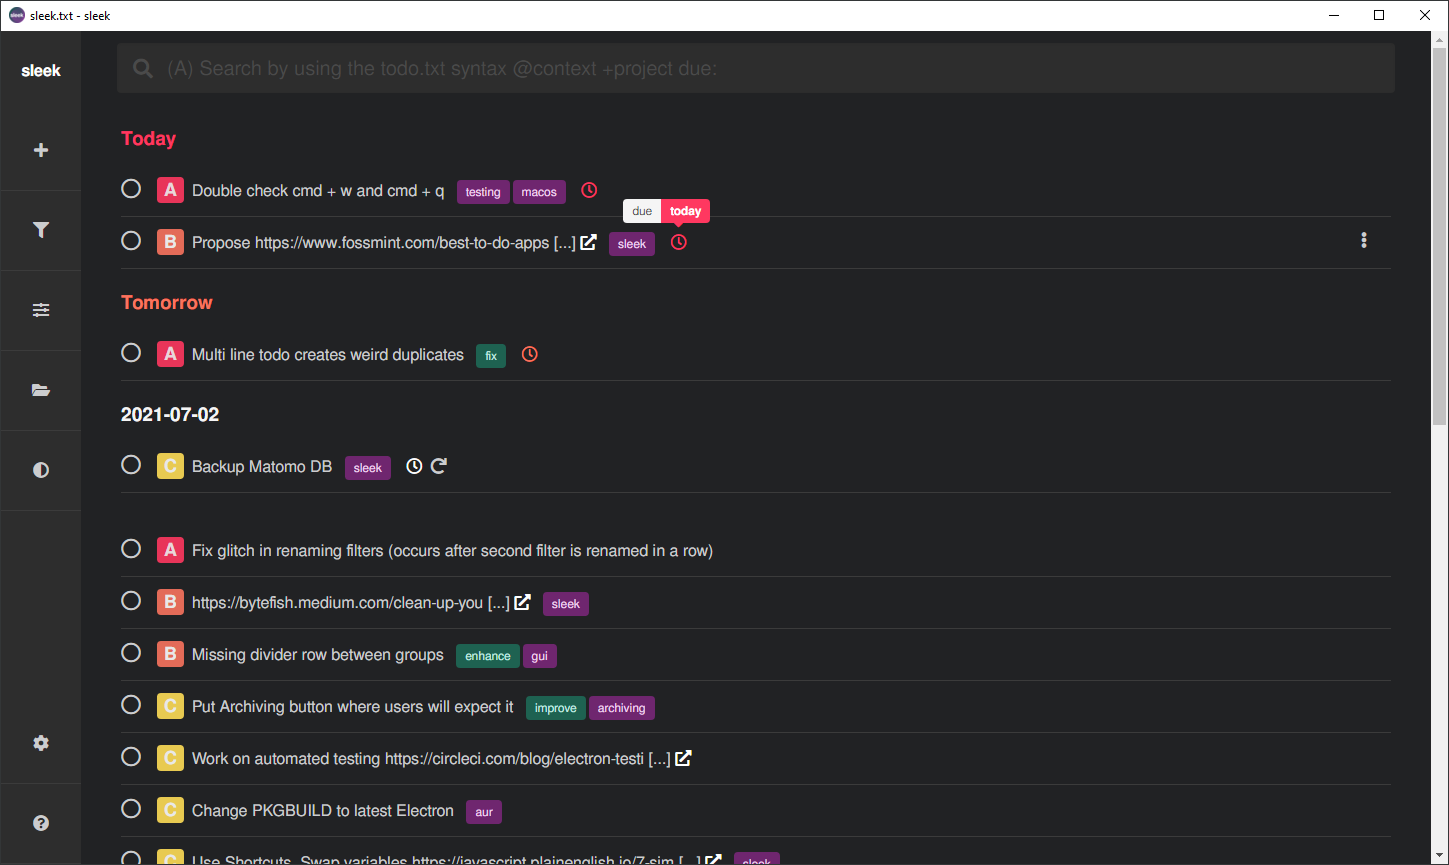 sleek.txt - sleek
sleek
(A) Search by using the todo.txt syntax @context +project due:
Today
A Double check cmd + w and cmd + q testing macos
due today
B Propose https://www.fossmint.com/best-to-do-apps [...] sleek
Tomorrow
A Multi line todo creates weird duplicates fix
2021-07-02
C Backup Matomo DB sleek
A Fix glitch in renaming filters (occurs after second filter is renamed in a row)
B https://bytefish.medium.com/clean-up-you [...] sleek
B Missing divider row between groups enhance gui
C Put Archiving button where users will expect it improve archiving
C Work on automated testing https://circleci.com/blog/electron-testi [...]
C Change PKGBUILD to latest Electron aur
C Use Shortcuts, Swap variables https://javascript.plainenglish.io/7-sim [...] sleek